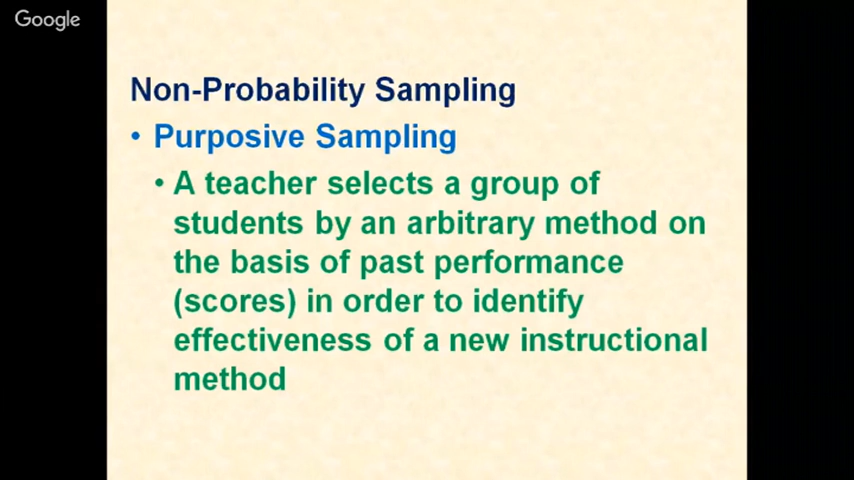 Google
Non-Probability Sampling
• Purposive Sampling
• A teacher selects a group of
students by an arbitrary method on
the basis of past performance
(scores) in order to identify
effectiveness of a new instructional
method